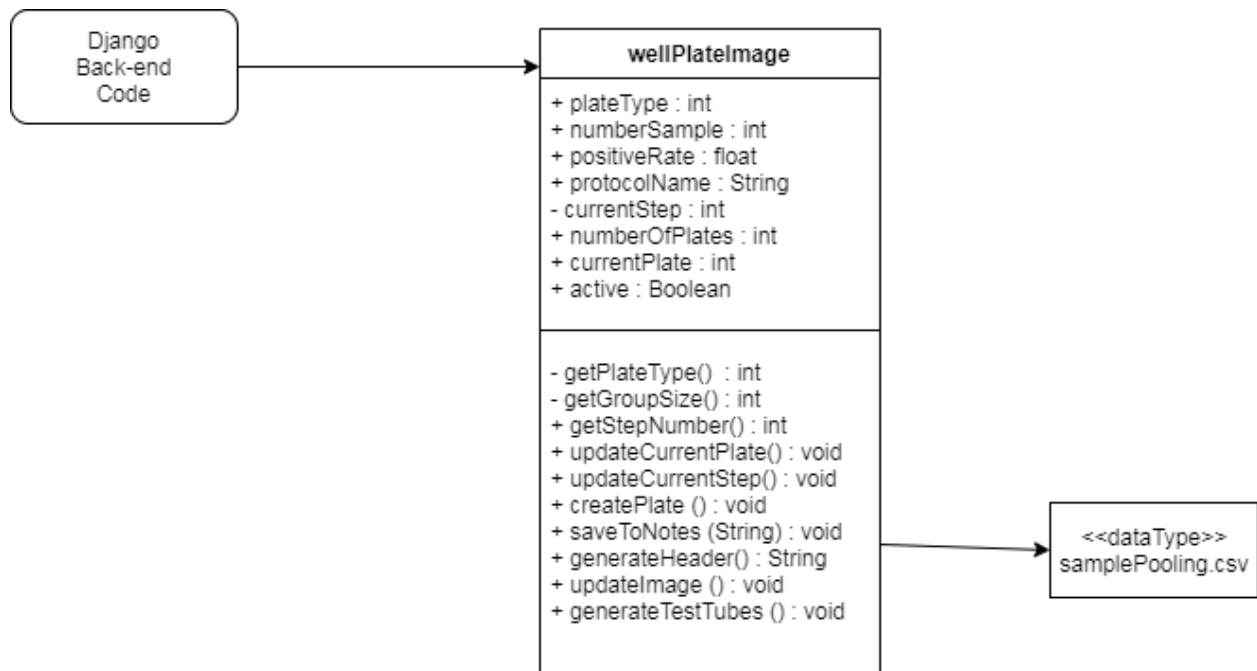 Django
Back-end
Code
wellPlateImage
+ plateType : int
+ numberSample : int
+ positiveRate : float
+ protocolName : String
- currentStep : int
+ numberOfPlates : int
+ currentPlate : int
+ active : Boolean
- getPlateType()  : int
- getGroupSize() : int
+ getStepNumber() : int
+ updateCurrentPlate() : void
+ updateCurrentStep() : void
+ createPlate () : void
+ saveToNotes (String) : void
+ generateHeader() : String
+ updateImage () : void
+ generateTestTubes () : void
<<dataType>>
samplePooling.csv